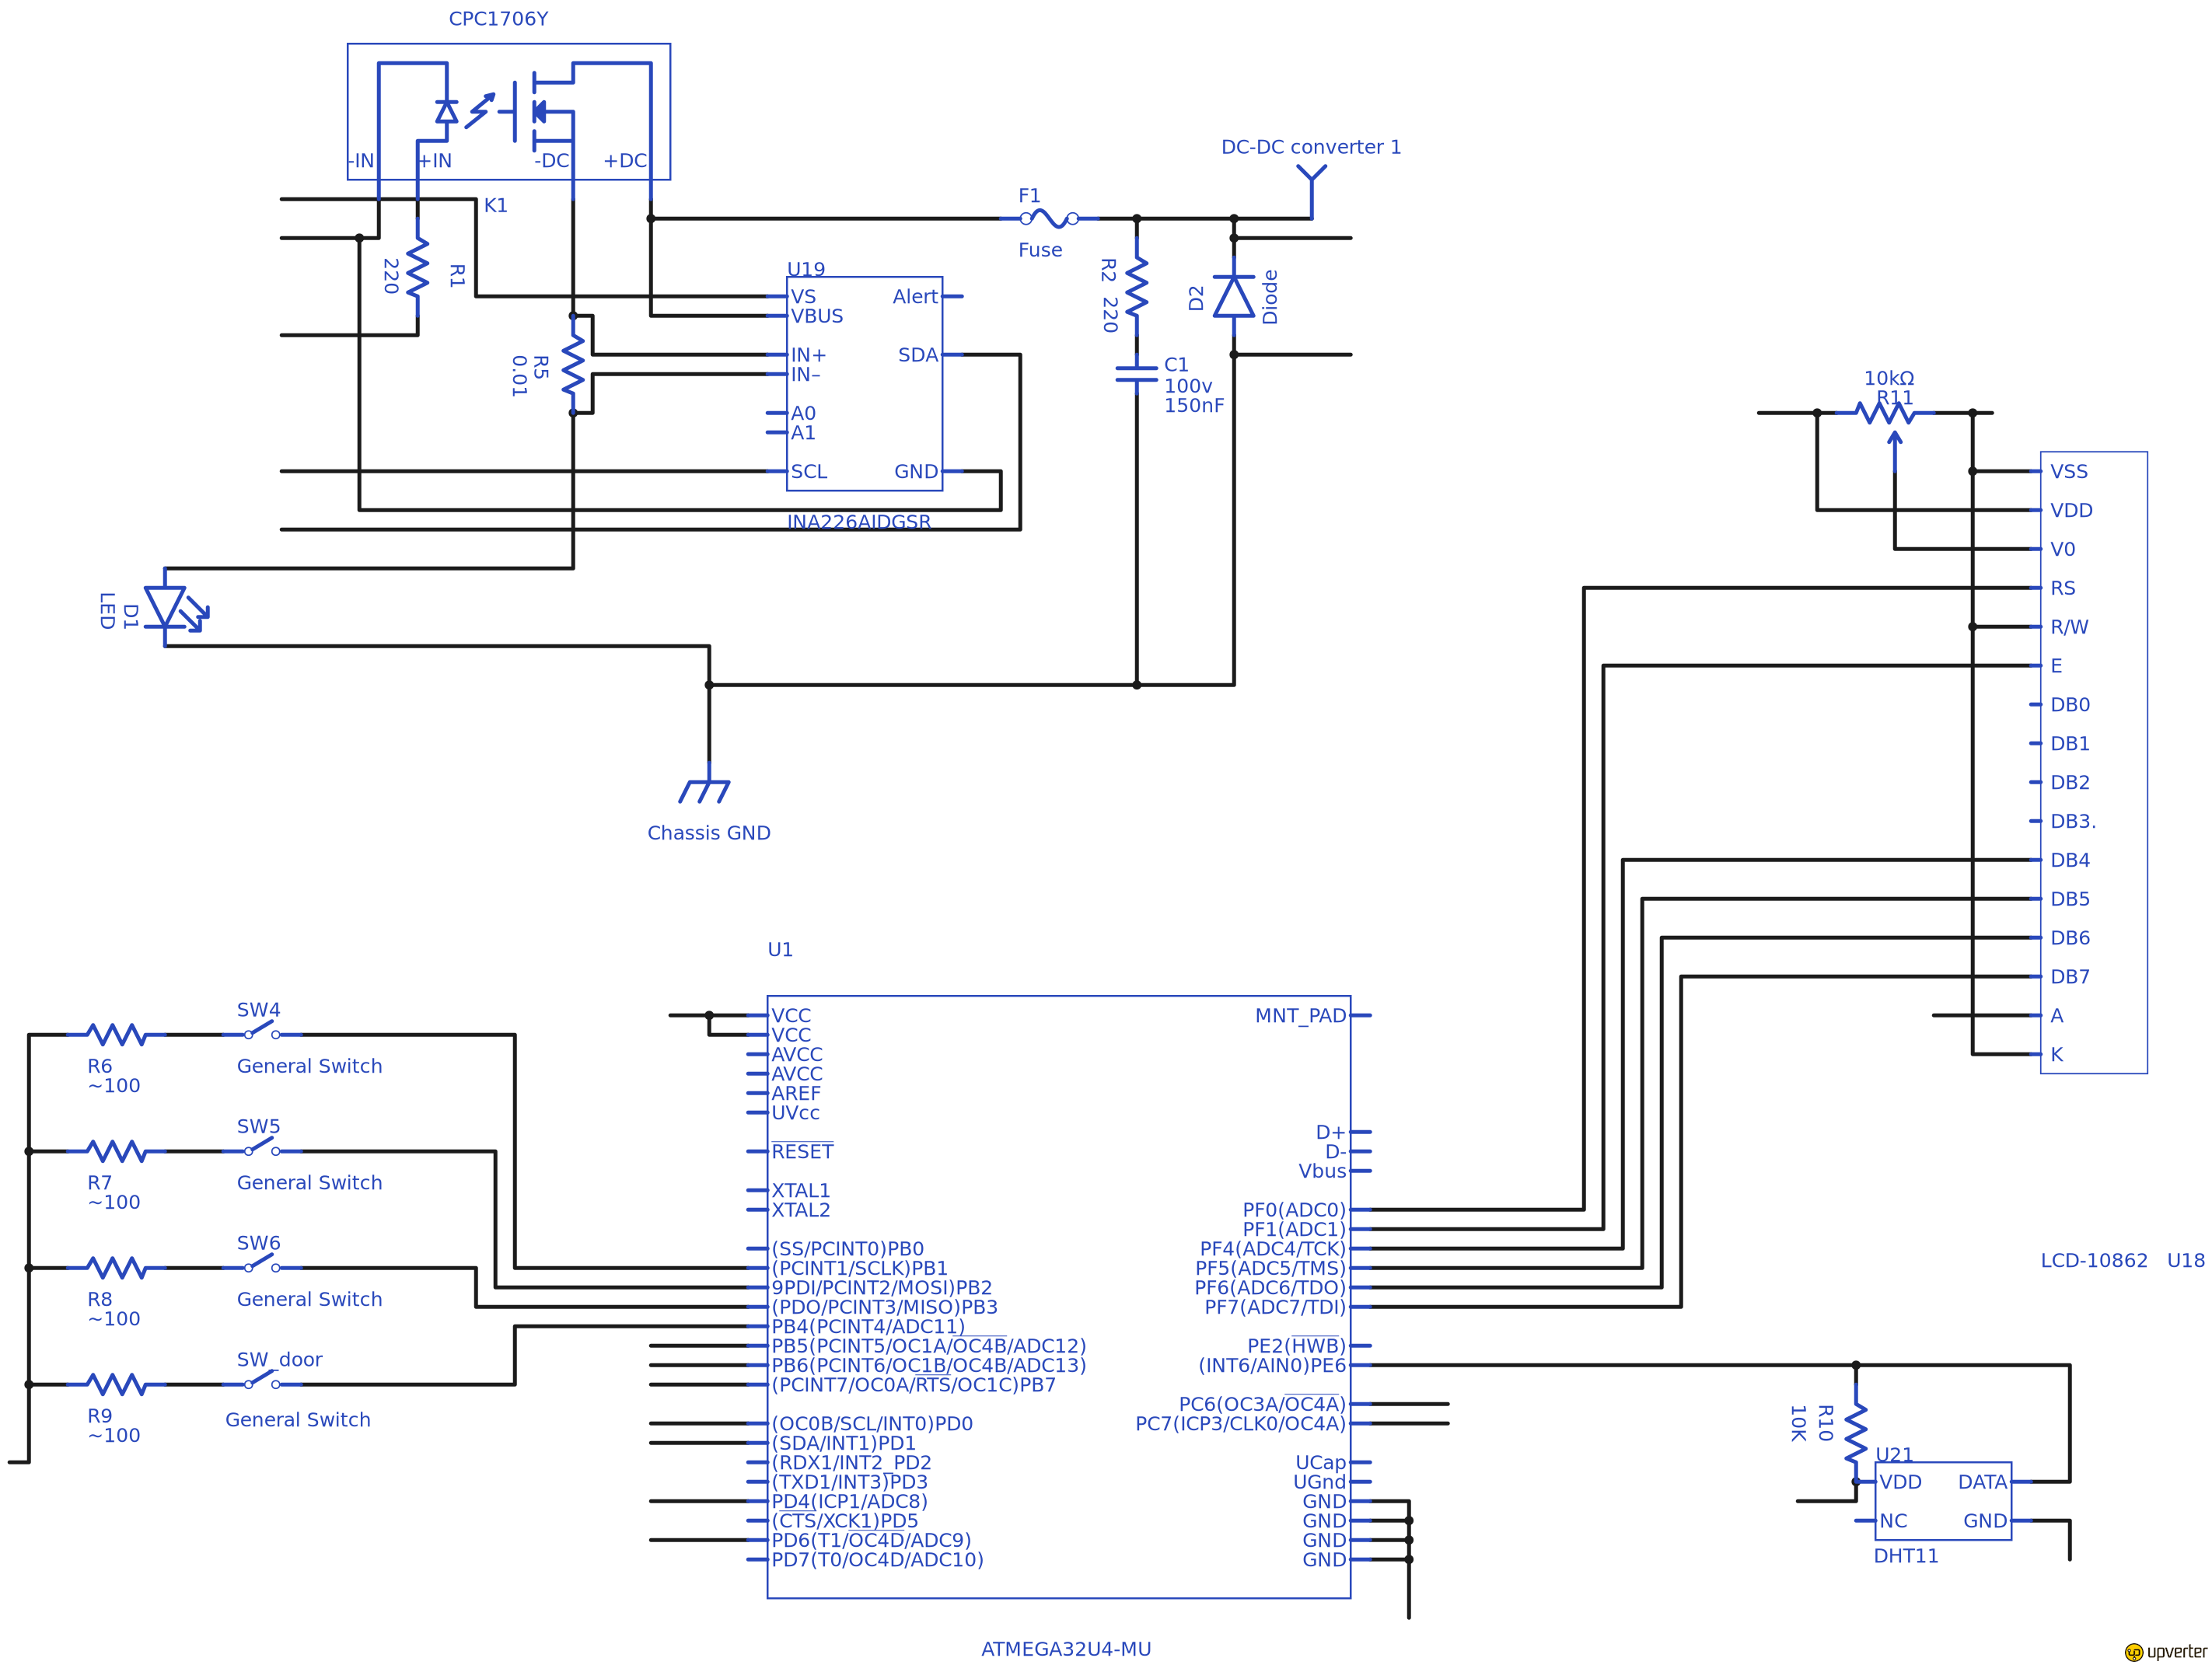 CPC1706Y
-IN
+IN
-DC
+DC
K1
R1
220
R5
0.01
U19
VS
VBUS
IN+
IN–
A0
A1
SCL
Alert
SDA
GND
INA226AIDGSR
DC-DC converter 1
F1
Fuse
R2 220
D2
Diode
C1
100v
150nF
D1
LED
Chassis GND
10kΩ
R11
VSS
VDD
V0
RS
R/W
E
DB0
DB1
DB2
DB3.
DB4
DB5
DB6
DB7
A
K
LCD-10862 U18
SW4
R6
~100
General Switch
SW5
R7
~100
General Switch
SW6
R8
~100
General Switch
SW_door
R9
~100
General Switch
U1
VCC
VCC
AVCC
AVCC
AREF
UVcc
RESET
XTAL1
XTAL2
(SS/PCINT0)PB0
(PCINT1/SCLK)PB1
9PDI/PCINT2/MOSI)PB2
(PDO/PCINT3/MISO)PB3
PB4(PCINT4/ADC11)
PB5(PCINT5/OC1A/OC4B/ADC12)
PB6(PCINT6/OC1B/OC4B/ADC13)
(PCINT7/OC0A/RTS/OC1C)PB7
(OC0B/SCL/INT0)PD0
(SDA/INT1)PD1
(RDX1/INT2_PD2
(TXD1/INT3)PD3
PD4(ICP1/ADC8)
(CTS/XCK1)PD5
PD6(T1/OC4D/ADC9)
PD7(T0/OC4D/ADC10)
MNT_PAD
D+
D-
Vbus
PF0(ADC0)
PF1(ADC1)
PF4(ADC4/TCK)
PF5(ADC5/TMS)
PF6(ADC6/TDO)
PF7(ADC7/TDI)
PE2(HWB)
(INT6/AIN0)PE6
PC6(OC3A/OC4A)
PC7(ICP3/CLK0/OC4A)
UCap
UGnd
GND
GND
GND
GND
ATMEGA32U4-MU
R10
10K
U21
VDD
DATA
NC
GND
DHT11
upverter